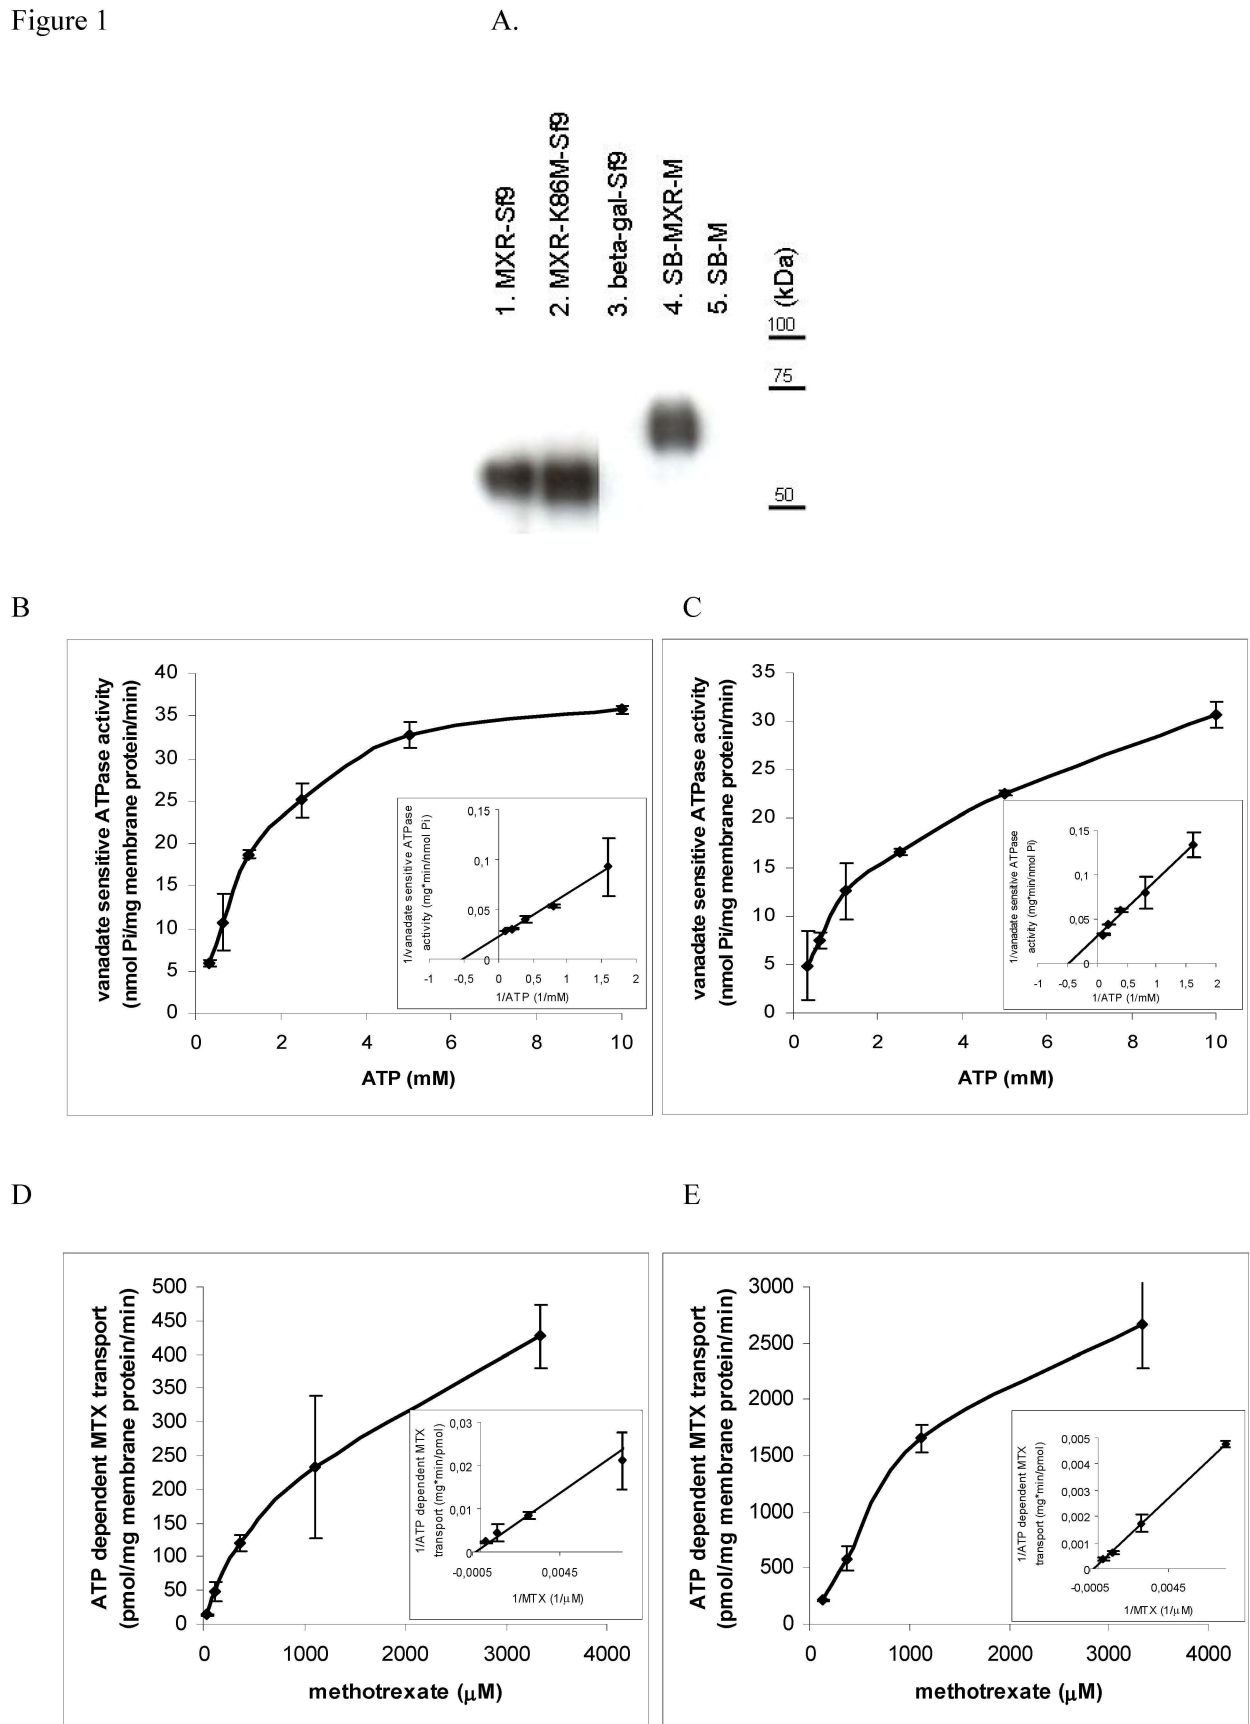 Figure 1
A.
1. MXR-Sf9
2. MXR-K86M-Sf9
3. beta-gal-Sf9
4. SB-MXR-M
5. SB-M
(kDa)
100
75
50
B
vanadate sensitive ATPase activity
(nmol Pi/mg membrane protein/min)
40
35
30
25
20
15
10
5
0
0 2 4 6 8 10
ATP (mM)
1/vanadate sensitive ATPase
activity (mg*min/nmol Pi)
0,15
0,1
0,05
0
-1 -0,5 0 0,5 1 1,5 2
1/ATP (1/mM)
C
vanadate sensitive ATPase activity
(nmol Pi/mg membrane protein/min)
35
30
25
20
15
10
5
0
0 2 4 6 8 10
ATP (mM)
1/vanadate sensitive ATPase
activity (mg*min/nmol Pi)
0,15
0,1
0,05
0
-1 -0,5 0 0,5 1 1,5 2
1/ATP (1/mM)
D
ATP dependent MTX transport
(pmol/mg membrane protein/min)
500
450
400
350
300
250
200
150
100
50
0
0 1000 2000 3000 4000
methotrexate (μM)
1/ATP dependent MTX
transport (mg*min/pmol)
0,03
0,02
0,01
0
-0,0005 0,0045
1/MTX (1/μM)
E
ATP dependent MTX transport
(pmol/mg membrane protein/min)
3000
2500
2000
1500
1000
500
0
0 1000 2000 3000 4000
methotrexate (μM)
1/ATP dependent MTX
transport (mg*min/pmol)
0,005
0,004
0,003
0,002
0,001
0
-0,0005 0,0045
1/MTX (1/μM)